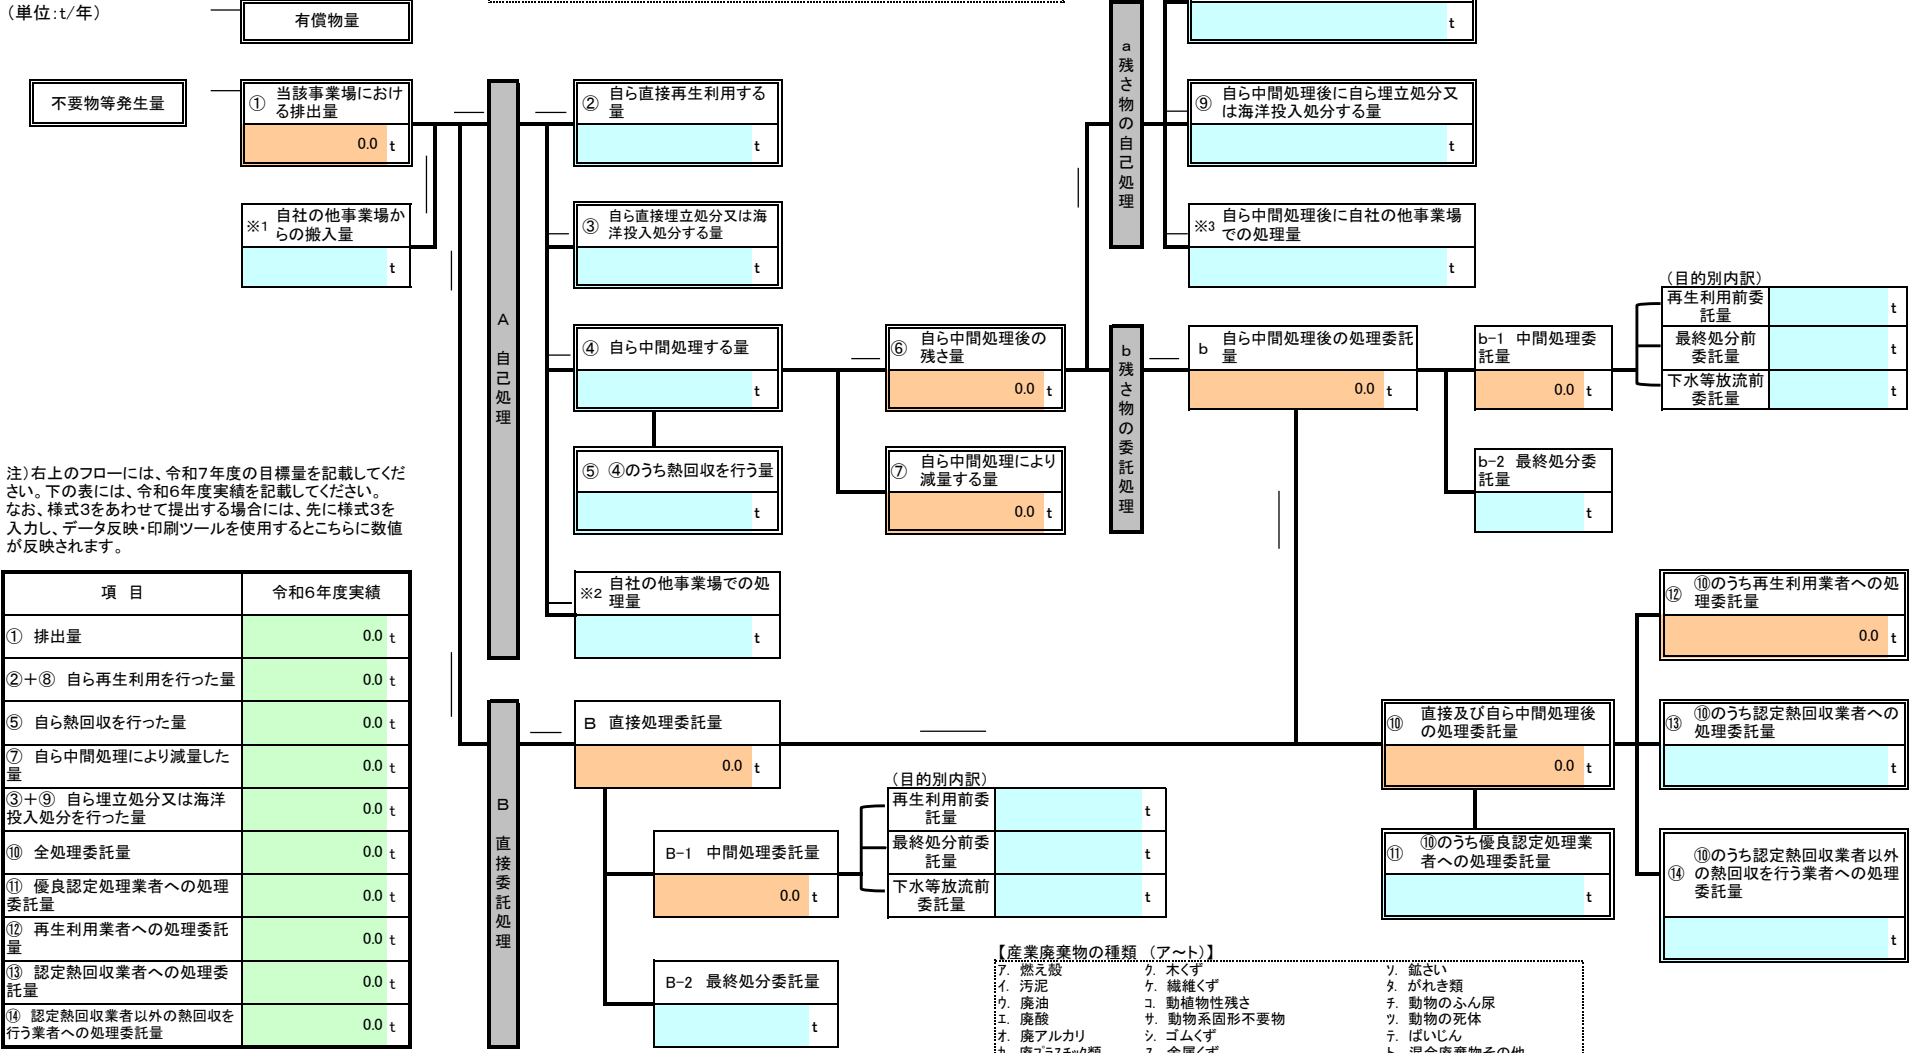 (単位:t/年)
有償物量
t
不要物等発生量
① 当該事業場におけ
る排出量
0.0 t
※1 自社の他事業場か
らの搬入量
t
A 自己処理
② 自ら直接再生利用する
量
t
③ 自ら直接埋立処分又は海
洋投入処分する量
t
④ 自ら中間処理する量
t
⑤ ④のうち熱回収を行う量
t
※2 自社の他事業場での処
理量
t
⑥ 自ら中間処理後の
残さ量
0.0 t
⑦ 自ら中間処理により
減量する量
0.0 t
a 残さ物の自己処理
⑨ 自ら中間処理後に自ら埋立処分又
は海洋投入処分する量
t
※3 自ら中間処理後に自社の他事業場
での処理量
t
b 残さ物の委託処理
b 自ら中間処理後の処理委託
量
0.0 t
b-1 中間処理委
託量
0.0 t
b-2 最終処分委
託量
t
(目的別内訳)
再生利用前委
託量
t
最終処分前
委託量
t
下水等放流前
委託量
t
注)右上のフローには、令和7年度の目標量を記載してくだ
さい。下の表には、令和6年度実績を記載してください。
なお、様式3をあわせて提出する場合には、先に様式3を
入力し、データ反映・印刷ツールを使用するとこちらに数値
が反映されます。
項 目 令和6年度実績
① 排出量 0.0 t
②+⑧ 自ら再生利用を行った量 0.0 t
⑤ 自ら熱回収を行った量 0.0 t
⑦ 自ら中間処理により減量した
量 0.0 t
③+⑨ 自ら埋立処分又は海洋
投入処分を行った量 0.0 t
⑩ 全処理委託量 0.0 t
⑪ 優良認定処理業者への処理
委託量 0.0 t
⑫ 再生利用業者への処理委託
量 0.0 t
⑬ 認定熱回収業者への処理委
託量 0.0 t
⑭ 認定熱回収業者以外の熱回収を
行う業者への処理委託量 0.0 t
B 直接委託処理
B 直接処理委託量
0.0 t
B-1 中間処理委託量
0.0 t
B-2 最終処分委託量
t
(目的別内訳)
再生利用前委
託量
t
最終処分前委
託量
t
下水等放流前
委託量
t
⑩ 直接及び自ら中間処理後
の処理委託量
0.0 t
⑪ ⑩のうち優良認定処理業
者への処理委託量
t
⑫ ⑩のうち再生利用業者への処
理委託量
0.0 t
⑬ ⑩のうち認定熱回収業者への
処理委託量
t
⑭ ⑩のうち認定熱回収業者以外
の熱回収を行う業者への処理
委託量
t
【産業廃棄物の種類 (ア~ト)】
ア. 燃え殻 ク. 木くず ソ. 鉱さい
イ. 汚泥 ケ. 繊維くず タ. がれき類
ウ. 廃油 コ. 動植物性残さ チ. 動物のふん尿
エ. 廃酸 サ. 動物系固形不要物 ツ. 動物の死体
オ. 廃アルカリ シ. ゴムくず テ. ばいじん
カ. 廃プラスチック類 ス. 金属くず ト. 混合廃棄物その他